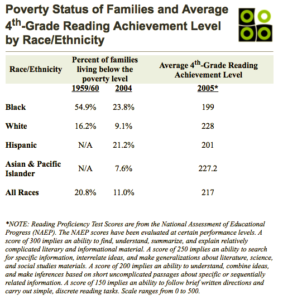 Poverty Status of Families and Average
4th-Grade Reading Achievement Level
by Race/Ethnicity
Race/Ethnicity Percent of families living below the poverty level Average 4th-Grade Reading Achievement Level
1959/60 2004 2005*
Black 54.9% 23.8% 199
White 16.2% 9.1% 228
Hispanic N/A 21.2% 201
Asian & Pacific Islander N/A 7.6% 227.2
All Races 20.8% 11.0% 217
*NOTE: Reading Proficiency Test Scores are from the National Assessment of Educational
Progress (NAEP). The NAEP scores have been evaluated at certain performance levels. A
score of 300 implies an ability to find, understand, summarize, and explain relatively
complicated literary and informational material. A score of 250 implies an ability to search
for specific information, interrelate ideas, and make generalizations about literature, science,
and social studies materials. A score of 200 implies an ability to understand, combine ideas,
and make inferences based on short uncomplicated passages about specific or sequentially
related information. A score of 150 implies an ability to follow brief written directions and
carry out simple, discrete reading tasks. Scale ranges from 0 to 500.